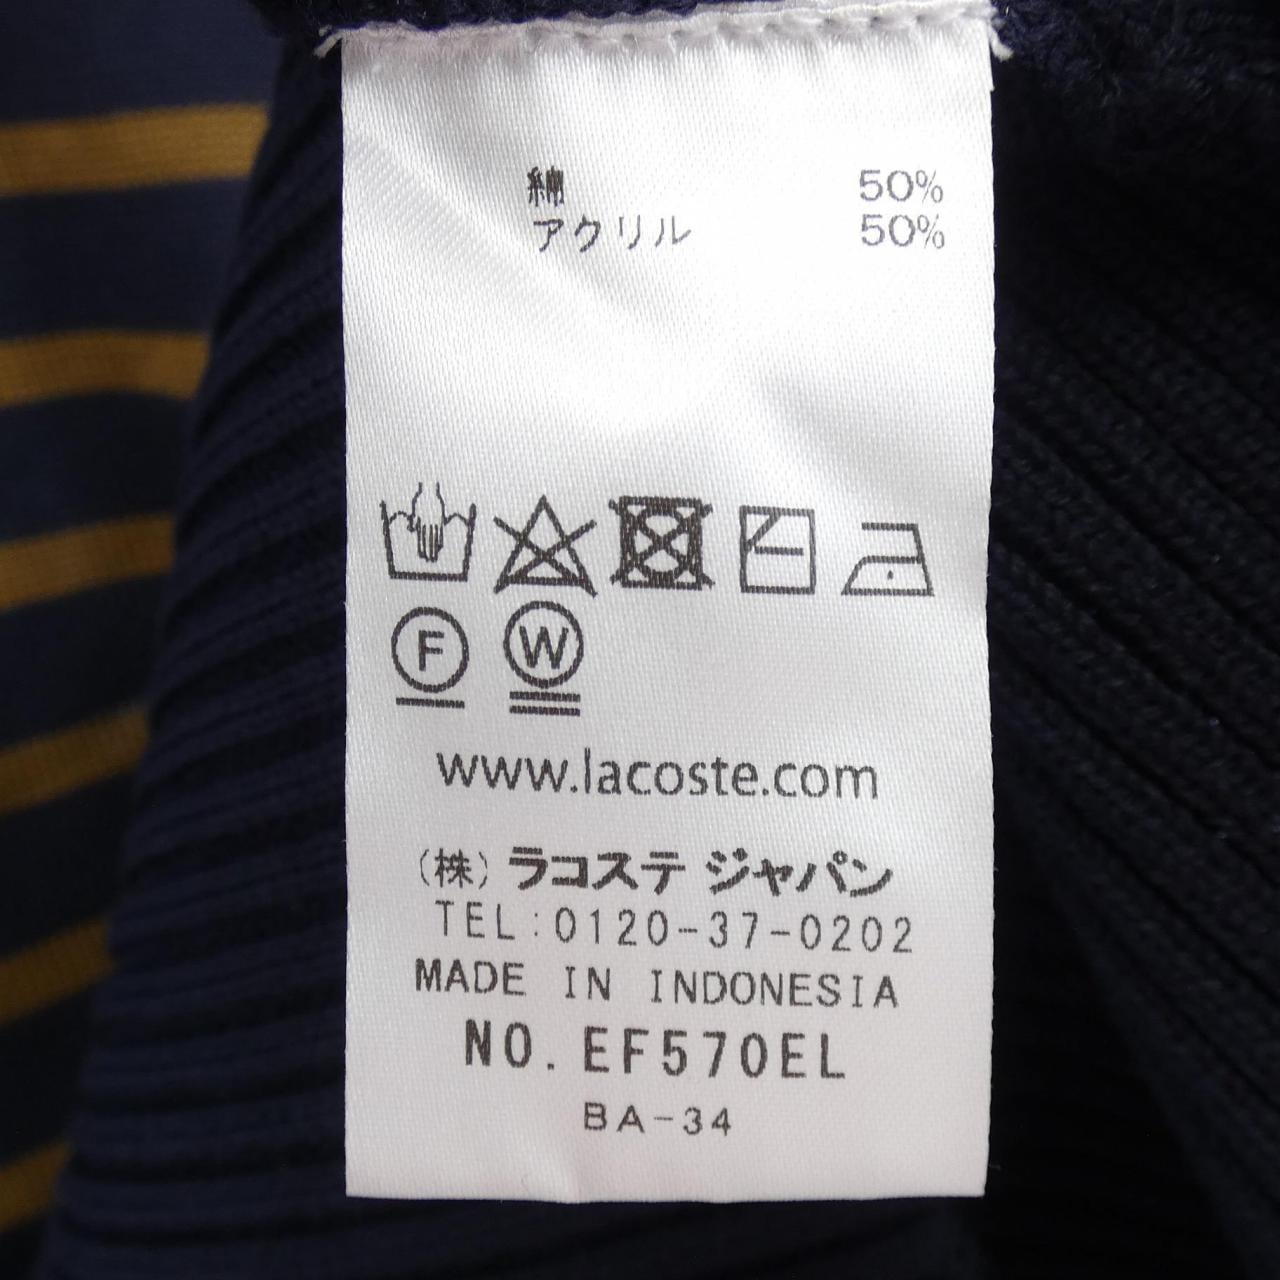 綿 50%
アクリル 50%
F W
www.lacoste.com
(株) ラコステ ジャパン
TEL:0120-37-0202
MADE IN INDONESIA
NO. EF570EL
BA-34